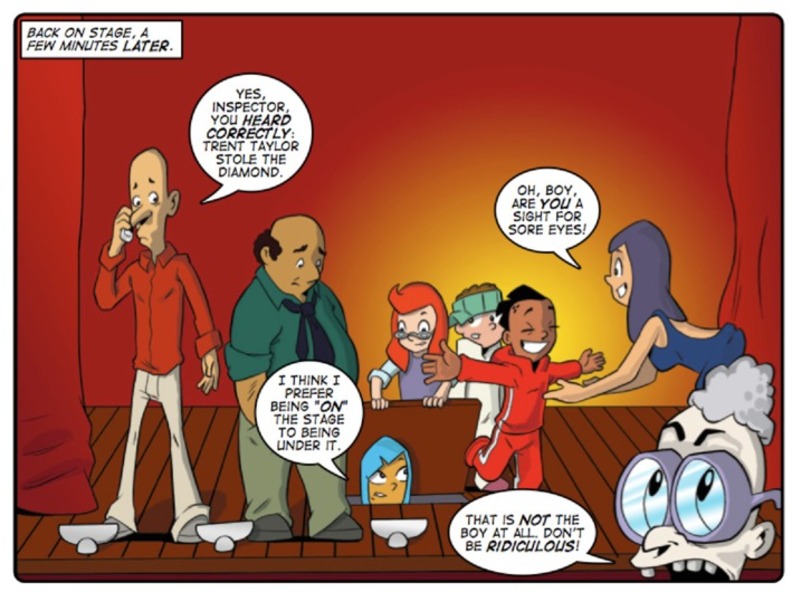 BACK ON STAGE, A
FEW MINUTES LATER.
YES,
INSPECTOR,
YOU HEARD
CORRECTLY:
TRENT TAYLOR
STOLE THE
DIAMOND.
OH, BOY,
ARE YOU A
SIGHT FOR
SORE EYES!
I THINK I
PREFER
BEING "ON"
THE STAGE
TO BEING
UNDER IT.
THAT IS NOT THE
BOY AT ALL. DON'T
BE RIDICULOUS!